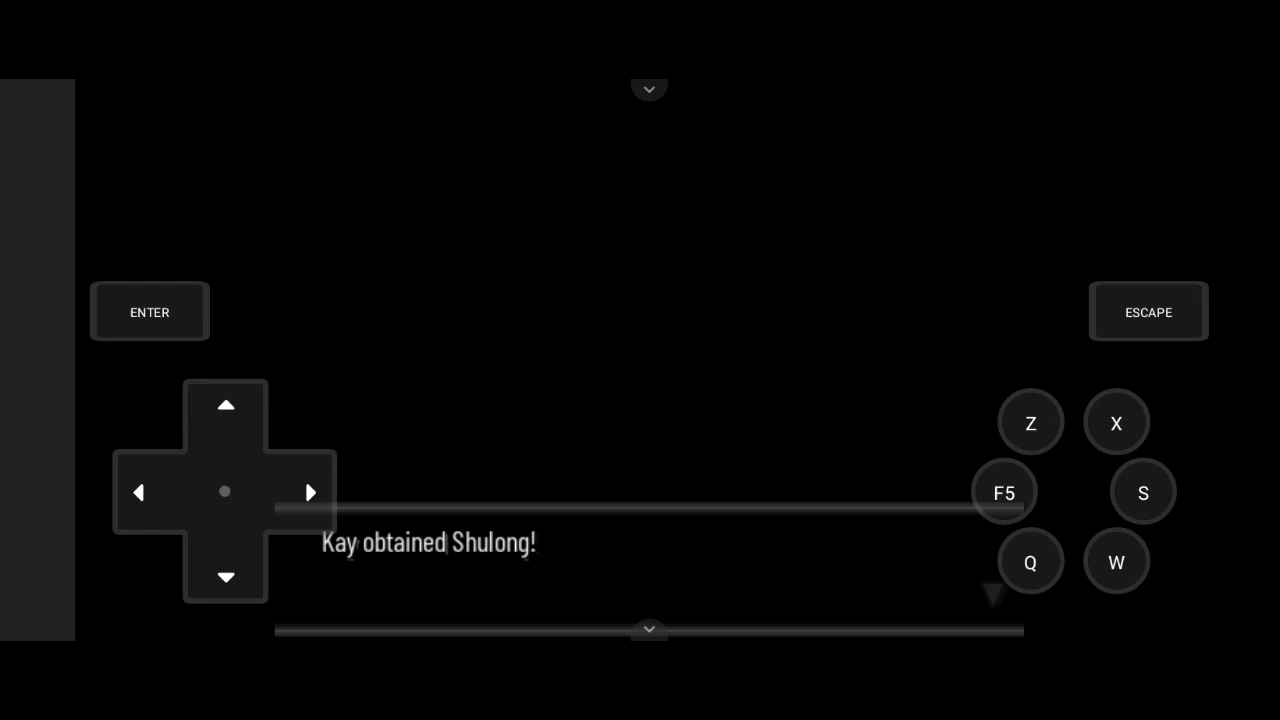 ENTER
ESCAPE
Z X
F5 S
Kay obtained Shulong!
Q W